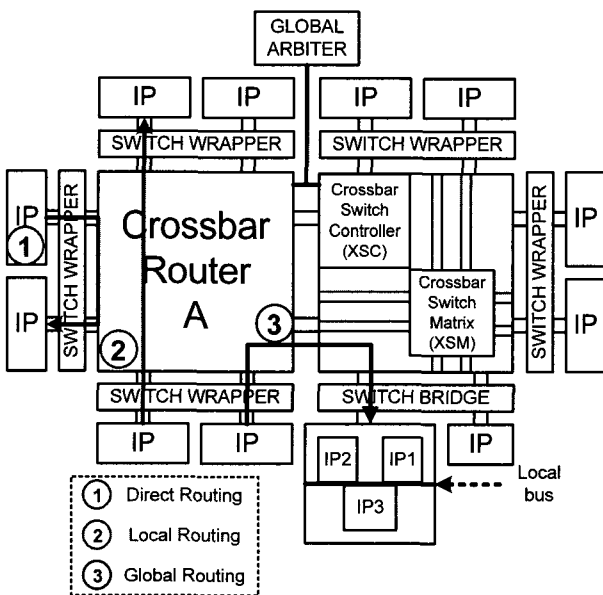 GLOBAL
ARBITER
IP
IP
IP
IP
SWITCH WRAPPER
SWITCH WRAPPER
IP
1
SWITCH WRAPPER
IP
Crossbar
Router
A
2
3
Crossbar
Switch
Controller
(XSC)
Crossbar
Switch
Matrix
(XSM)
SWITCH WRAPPER
IP
IP
SWITCH WRAPPER
SWITCH BRIDGE
IP
IP
IP
IP2
IP1
IP3
Local
bus
1 Direct Routing
2 Local Routing
3 Global Routing